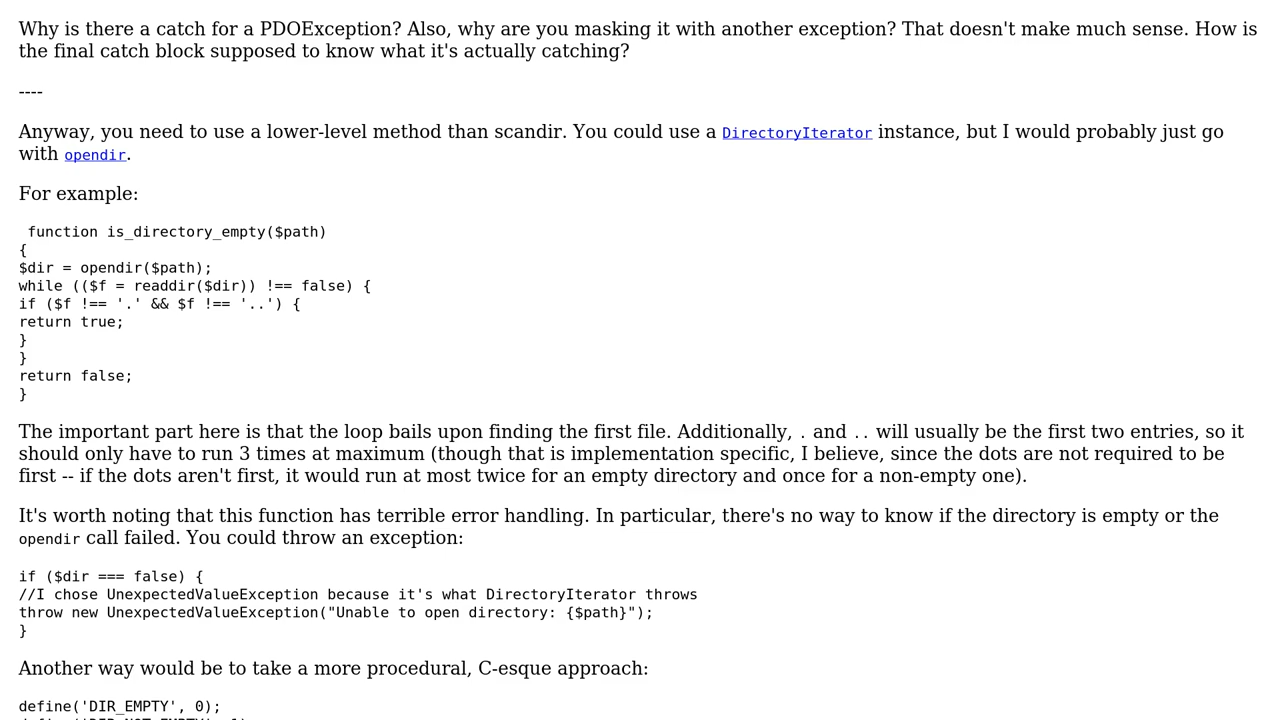 Why is there a catch for a PDOException? Also, why are you masking it with another exception? That doesn't make much sense. How is
the final catch block supposed to know what it's actually catching?
----
Anyway, you need to use a lower-level method than scandir. You could use a DirectoryIterator instance, but I would probably just go
with opendir.
For example:
function is_directory_empty($path)
{
$dir = opendir($path);
while (($f = readdir($dir)) !== false) {
if ($f !== '.' && $f !== '..') {
return true;
}
}
return false;
}
The important part here is that the loop bails upon finding the first file. Additionally, . and .. will usually be the first two entries, so it
should only have to run 3 times at maximum (though that is implementation specific, I believe, since the dots are not required to be
first -- if the dots aren't first, it would run at most twice for an empty directory and once for a non-empty one).
It's worth noting that this function has terrible error handling. In particular, there's no way to know if the directory is empty or the
opendir call failed. You could throw an exception:
if ($dir === false) {
//I chose UnexpectedValueException because it's what DirectoryIterator throws
throw new UnexpectedValueException("Unable to open directory: {$path}");
}
Another way would be to take a more procedural, C-esque approach:
define('DIR_EMPTY', 0);